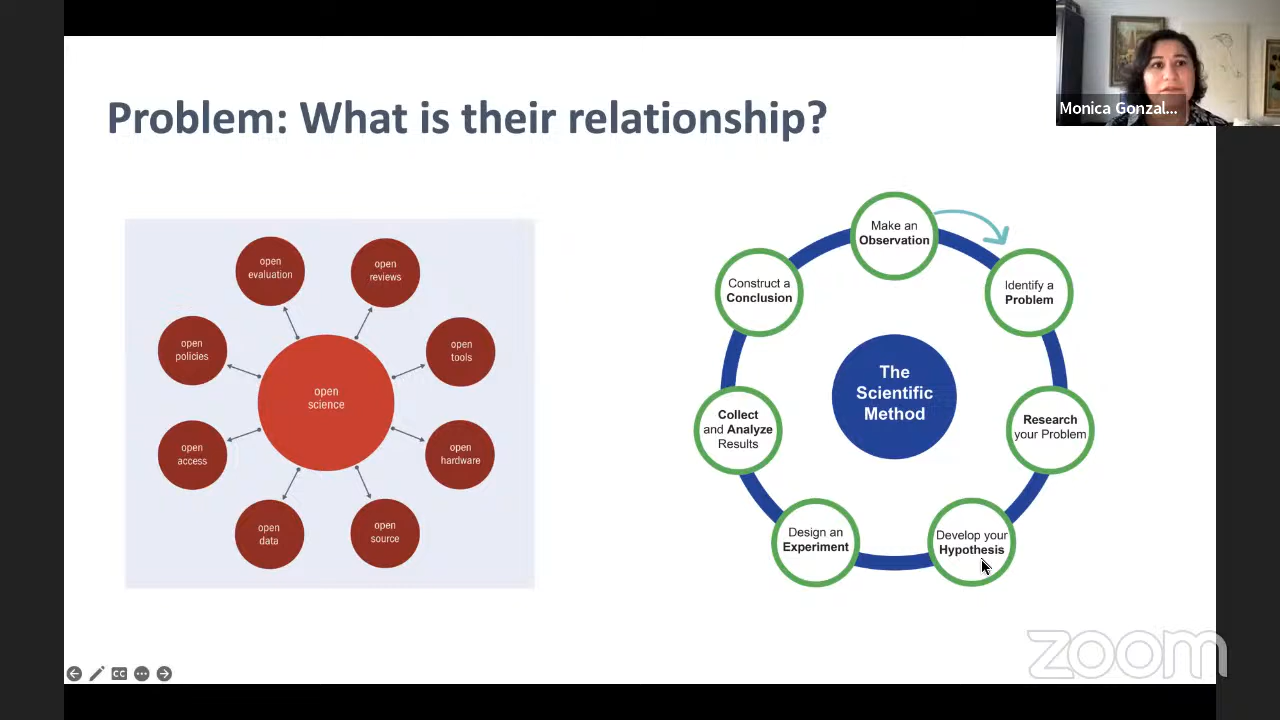 Problem: What is their relationship?
Monica Gonzal...
open
evaluation
open
reviews
open
policies
open
tools
open
science
open
access
open
hardware
open
data
open
source
Make an
Observation
Identify a
Problem
Research
your Problem
Develop your
Hypothesis
Design an
Experiment
Collect
and Analyze
Results
Construct a
Conclusion
The
Scientific
Method
CC
zoom